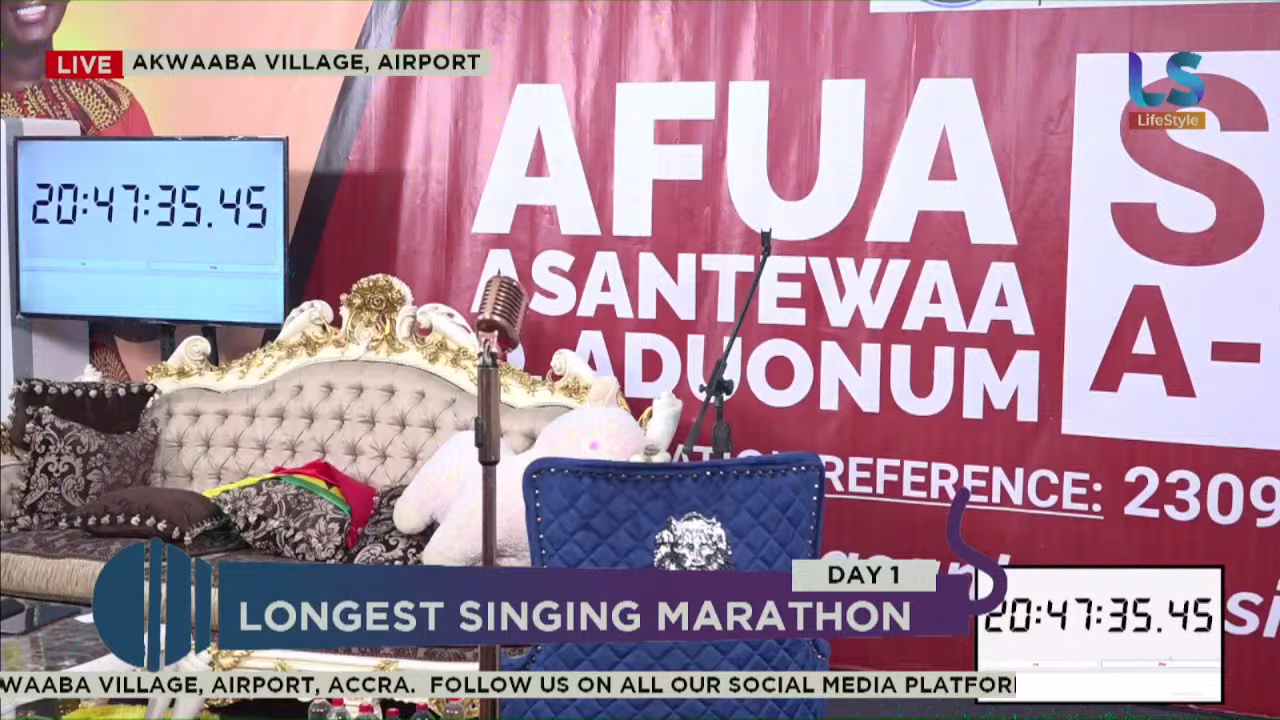 LIVE AKWAABA VILLAGE, AIRPORT
LS
LifeStyle
20:47:35.45
AFUA
ASANTEWAA
ADUONUM
S
A-
REFERENCE: 2309
DAY 1
LONGEST SINGING MARATHON
20:47:35.45
WAABA VILLAGE, AIRPORT, ACCRA. FOLLOW US ON ALL OUR SOCIAL MEDIA PLATFOR